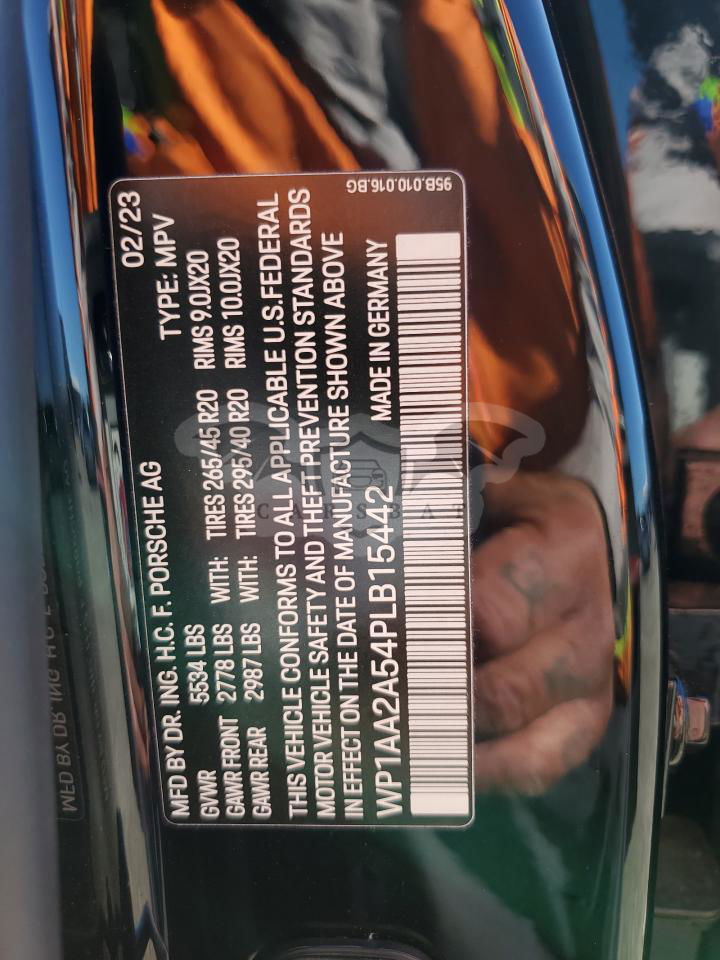 MFD BY DR. ING. H.C. F. PORSCHE AG 02/23
GVWR 5534 LBS TYPE: MPV
GAWR FRONT 2778 LBS WITH: TIRES 265/45 R20 RIMS 9.0JX20
GAWR REAR 2987 LBS WITH: TIRES 295/40 R20 RIMS 10.0JX20
THIS VEHICLE CONFORMS TO ALL APPLICABLE U.S. FEDERAL
MOTOR VEHICLE SAFETY AND THEFT PREVENTION STANDARDS
IN EFFECT ON THE DATE OF MANUFACTURE SHOWN ABOVE
WP1AA2A54PLB15442 MADE IN GERMANY
95B.010.016.BG
CARSBAT